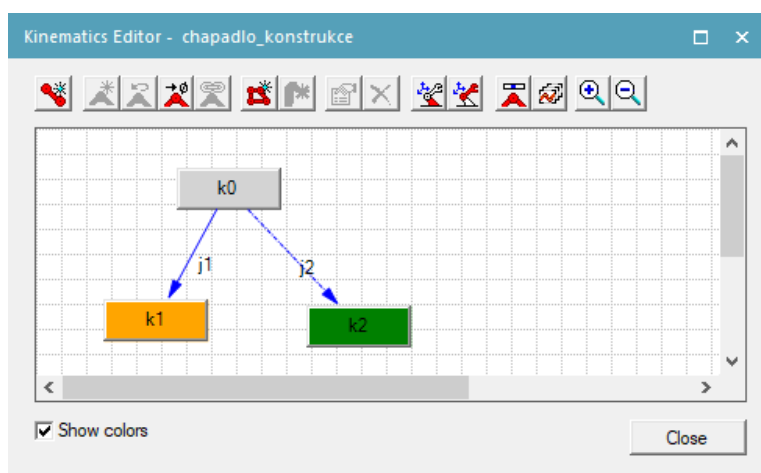 Kinematics Editor - chapadlo_konstrukce
k0
j1
j2
k1
k2
Show colors
Close